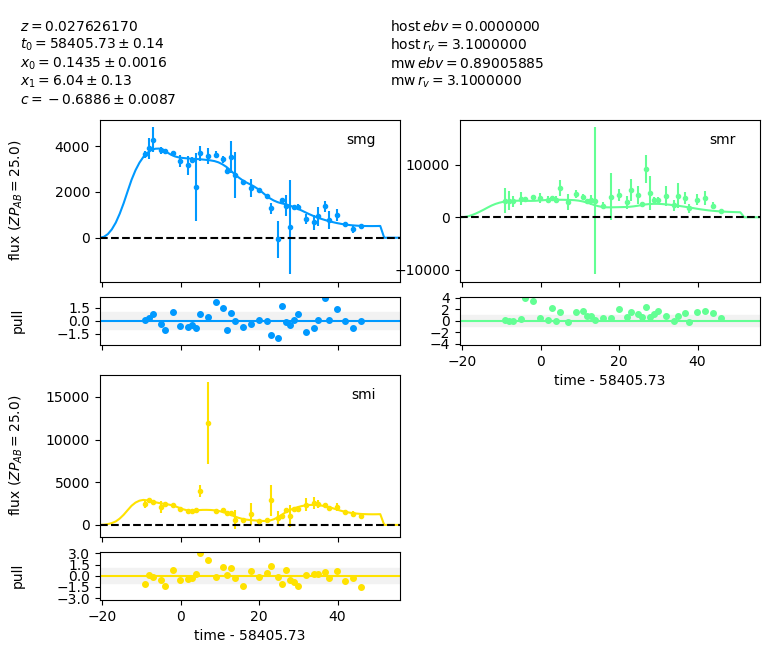 z = 0.027626170
t₀ = 58405.73 ± 0.14
x₀ = 0.1435 ± 0.0016
x₁ = 6.04 ± 0.13
c = −0.6886 ± 0.0087
host ebv = 0.0000000
host r_v = 3.1000000
mw ebv = 0.89005885
mw r_v = 3.1000000
smg
flux (ZP_AB = 25.0)
4000
2000
0
smr
10000
0
−10000
pull
1.5
0.0
−1.5
4
2
0
−2
−4
−20
0
20
40
time - 58405.73
smi
flux (ZP_AB = 25.0)
15000
10000
5000
0
pull
3.0
1.5
0.0
−1.5
−3.0
−20
0
20
40
time - 58405.73